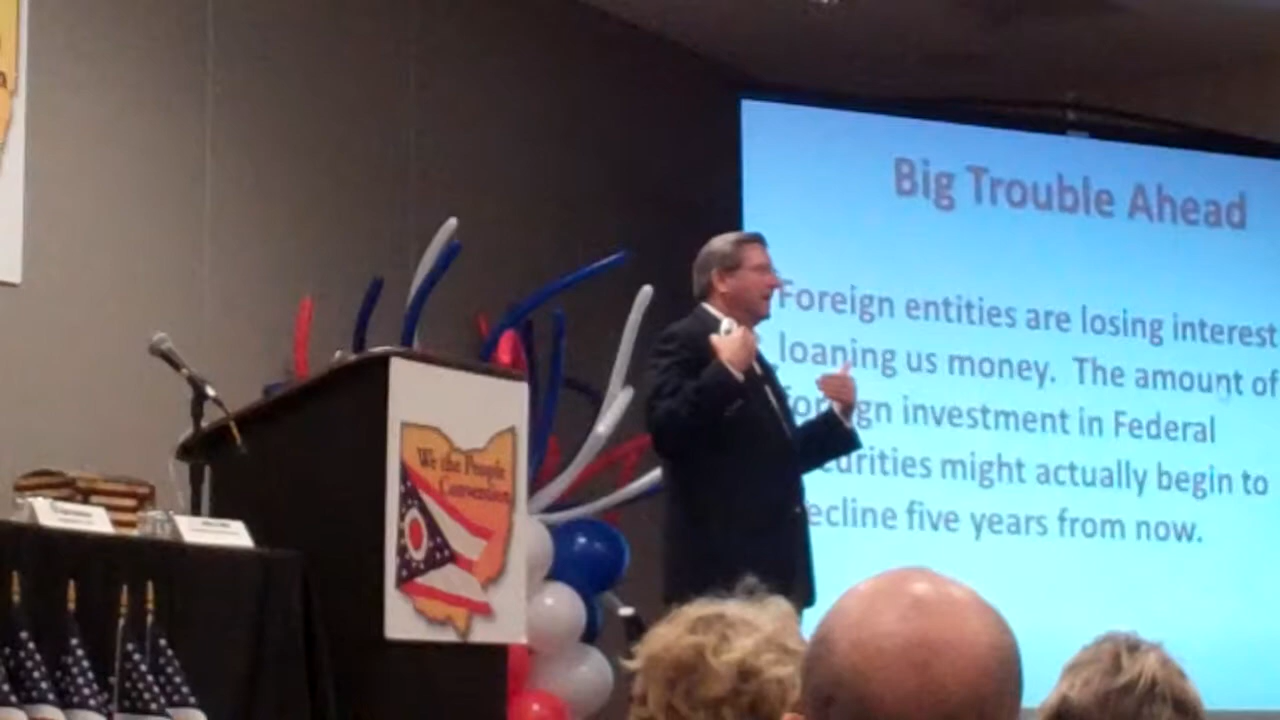 Big Trouble Ahead
Foreign entities are losing interest
loaning us money. The amount of
foreign investment in Federal
securities might actually begin to
decline five years from now.
We the People
Convention